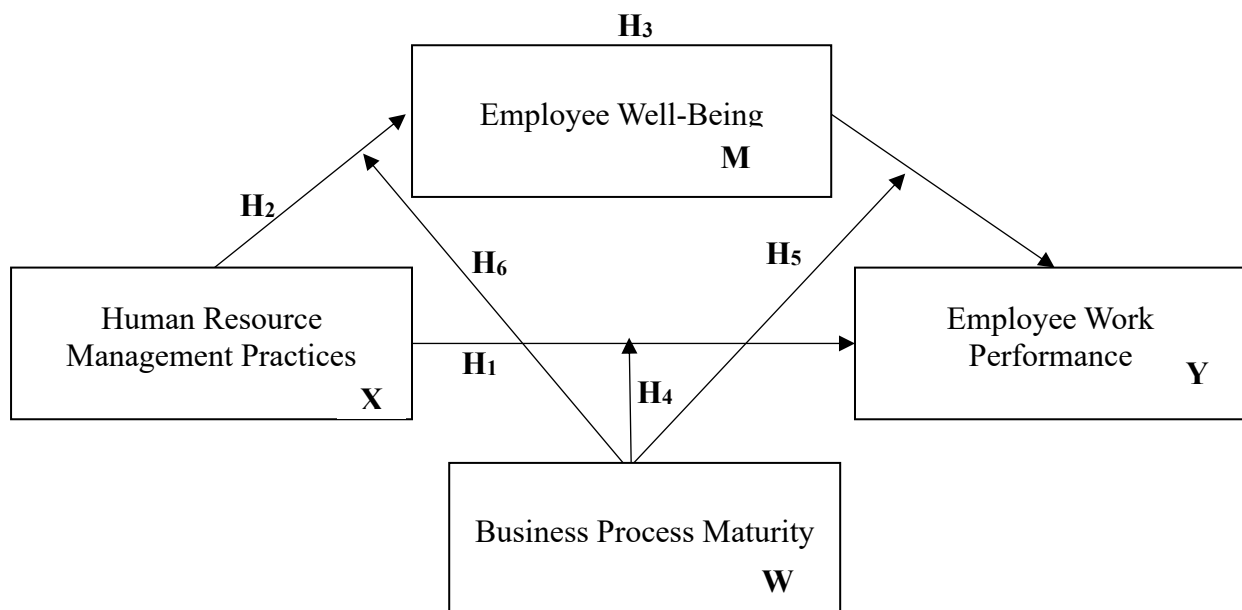 H₃
Employee Well-Being
M
H₂
H₆
H₅
Human Resource
Management Practices
X
H₁
H₄
Employee Work
Performance
Y
Business Process Maturity
W